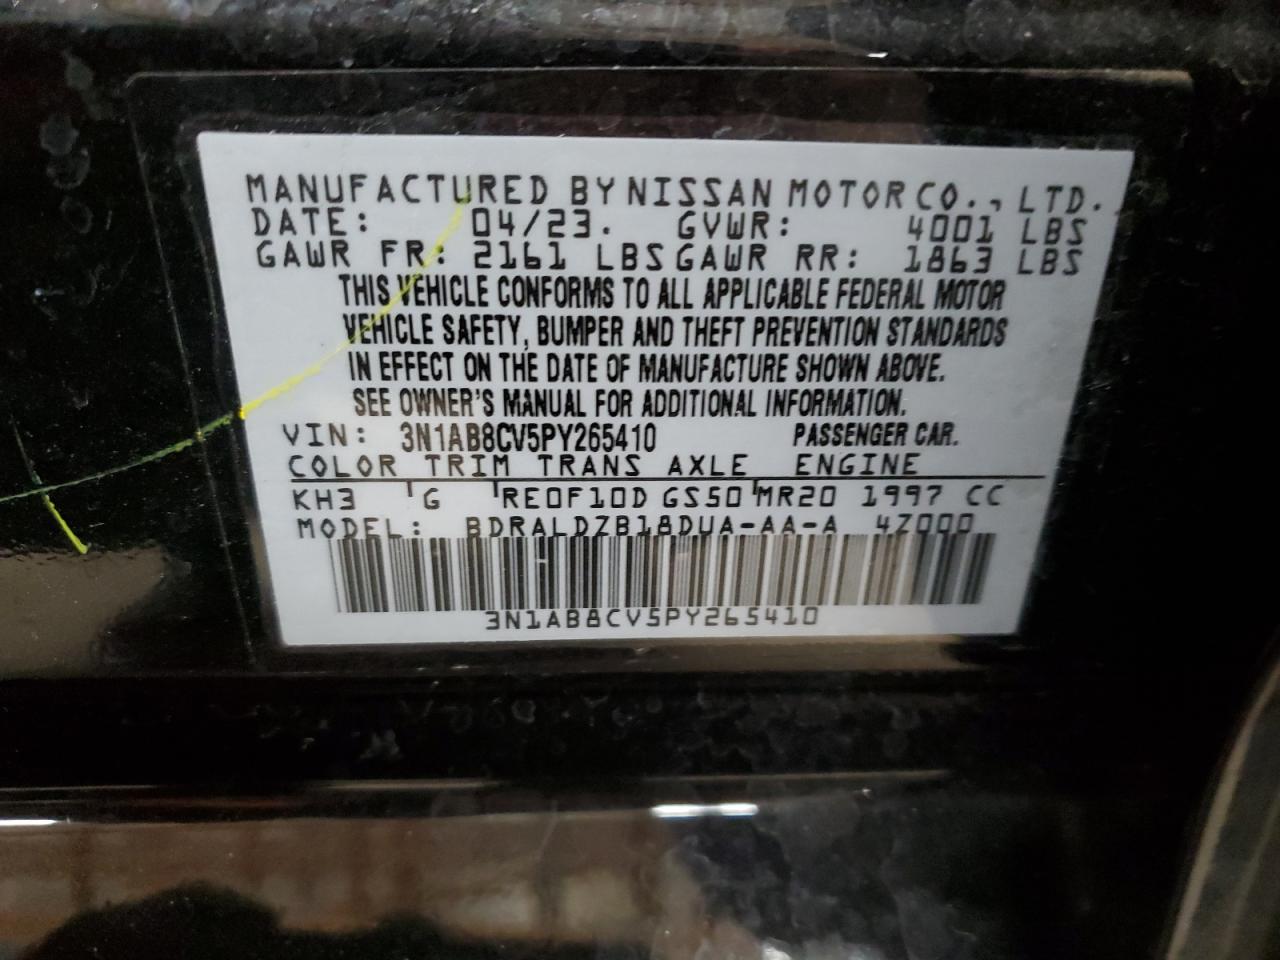 MANUFACTURED BY NISSAN MOTOR CO., LTD.
DATE: 04/23. GVWR: 4001 LBS
GAWR FR: 2161 LBS GAWR RR: 1863 LBS
THIS VEHICLE CONFORMS TO ALL APPLICABLE FEDERAL MOTOR
VEHICLE SAFETY, BUMPER AND THEFT PREVENTION STANDARDS
IN EFFECT ON THE DATE OF MANUFACTURE SHOWN ABOVE.
SEE OWNER'S MANUAL FOR ADDITIONAL INFORMATION.
VIN: 3N1AB8CV5PY265410 PASSENGER CAR.
COLOR TRIM TRANS AXLE ENGINE
KH3 G RE0F10D GS50 MR20 1997 CC
MODEL: BDRALDZB18DUA-AA-A 4Z000
3N1AB8CV5PY265410